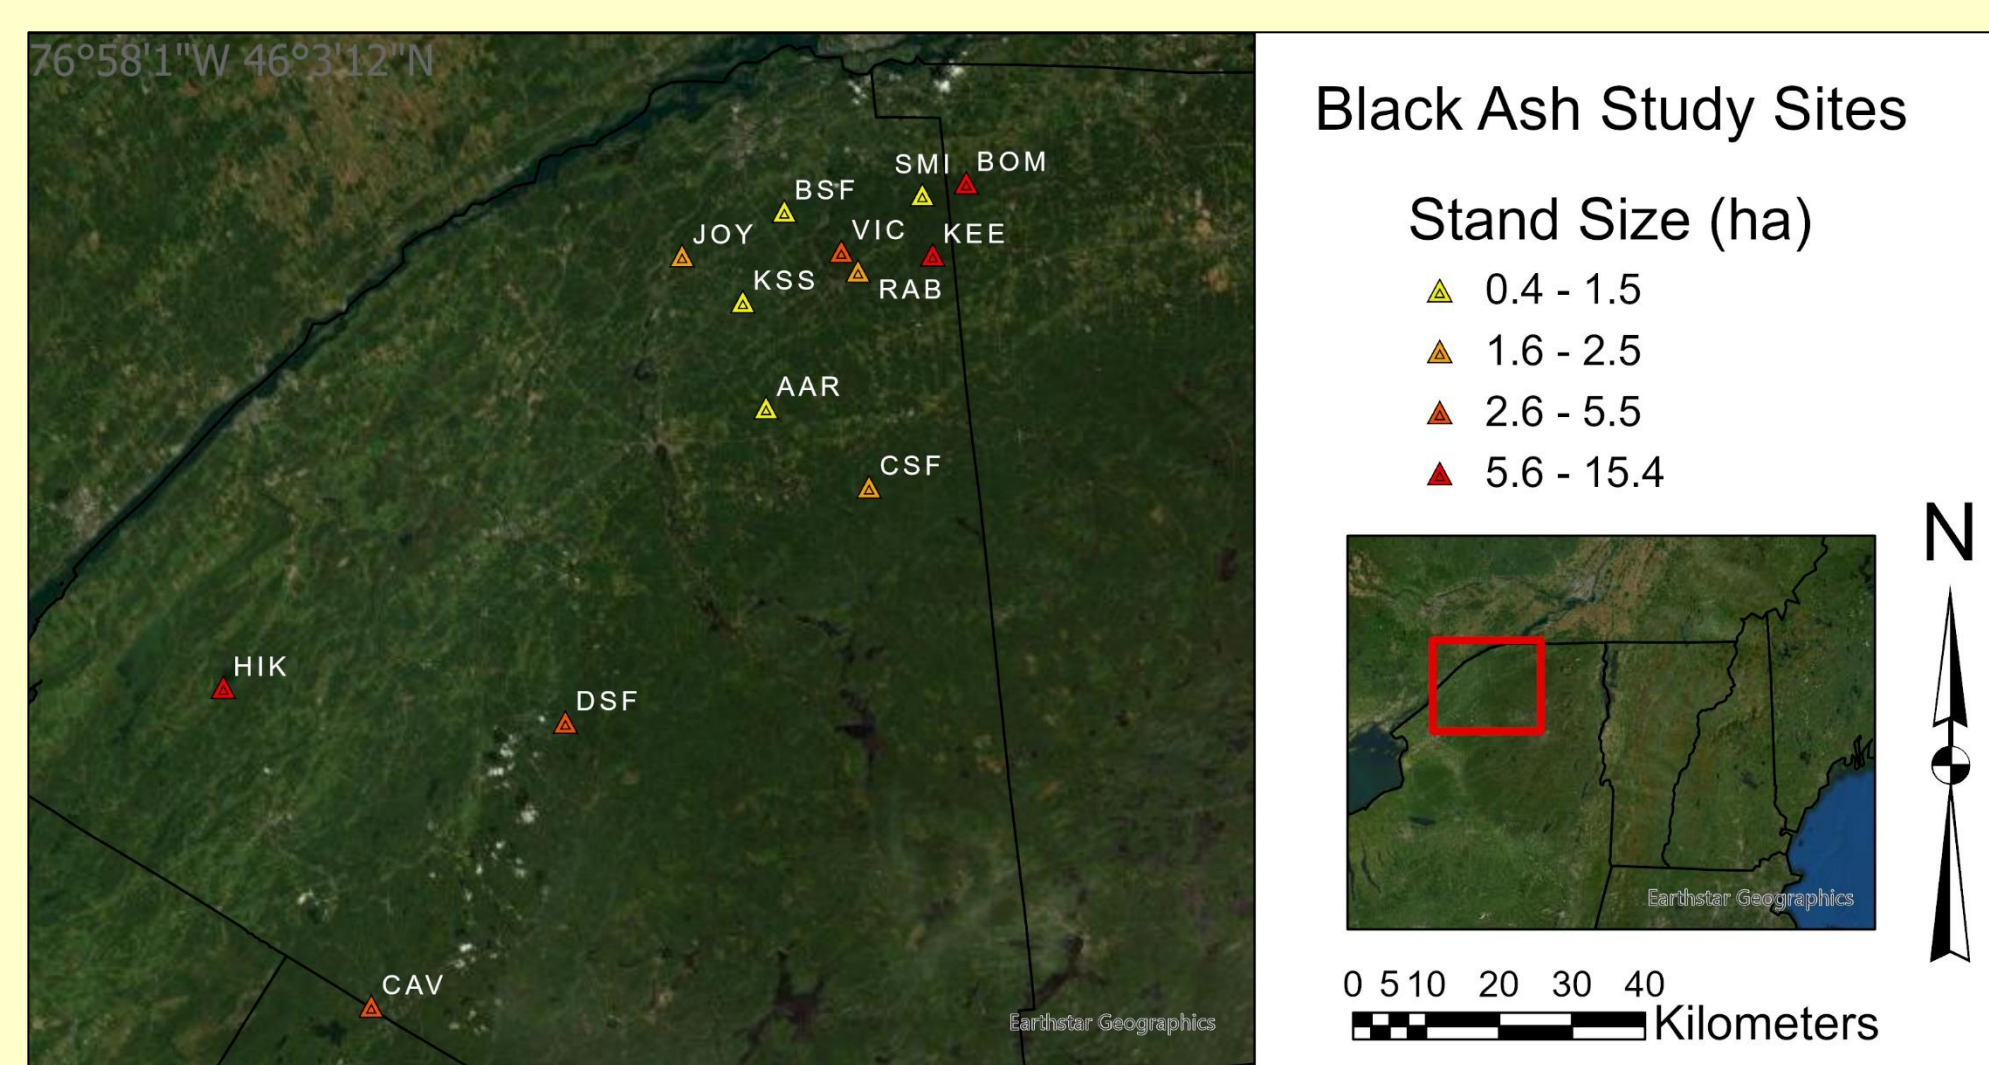 76°58'1"W 46°3'12"N
SMI BOM
BSF
JOY VIC KEE
KSS RAB
AAR
CSF
HIK
DSF
CAV
Earthstar Geographics
Black Ash Study Sites
Stand Size (ha)
0.4 - 1.5
1.6 - 2.5
2.6 - 5.5
5.6 - 15.4
N
Earthstar Geographics
0 5 10 20 30 40
Kilometers